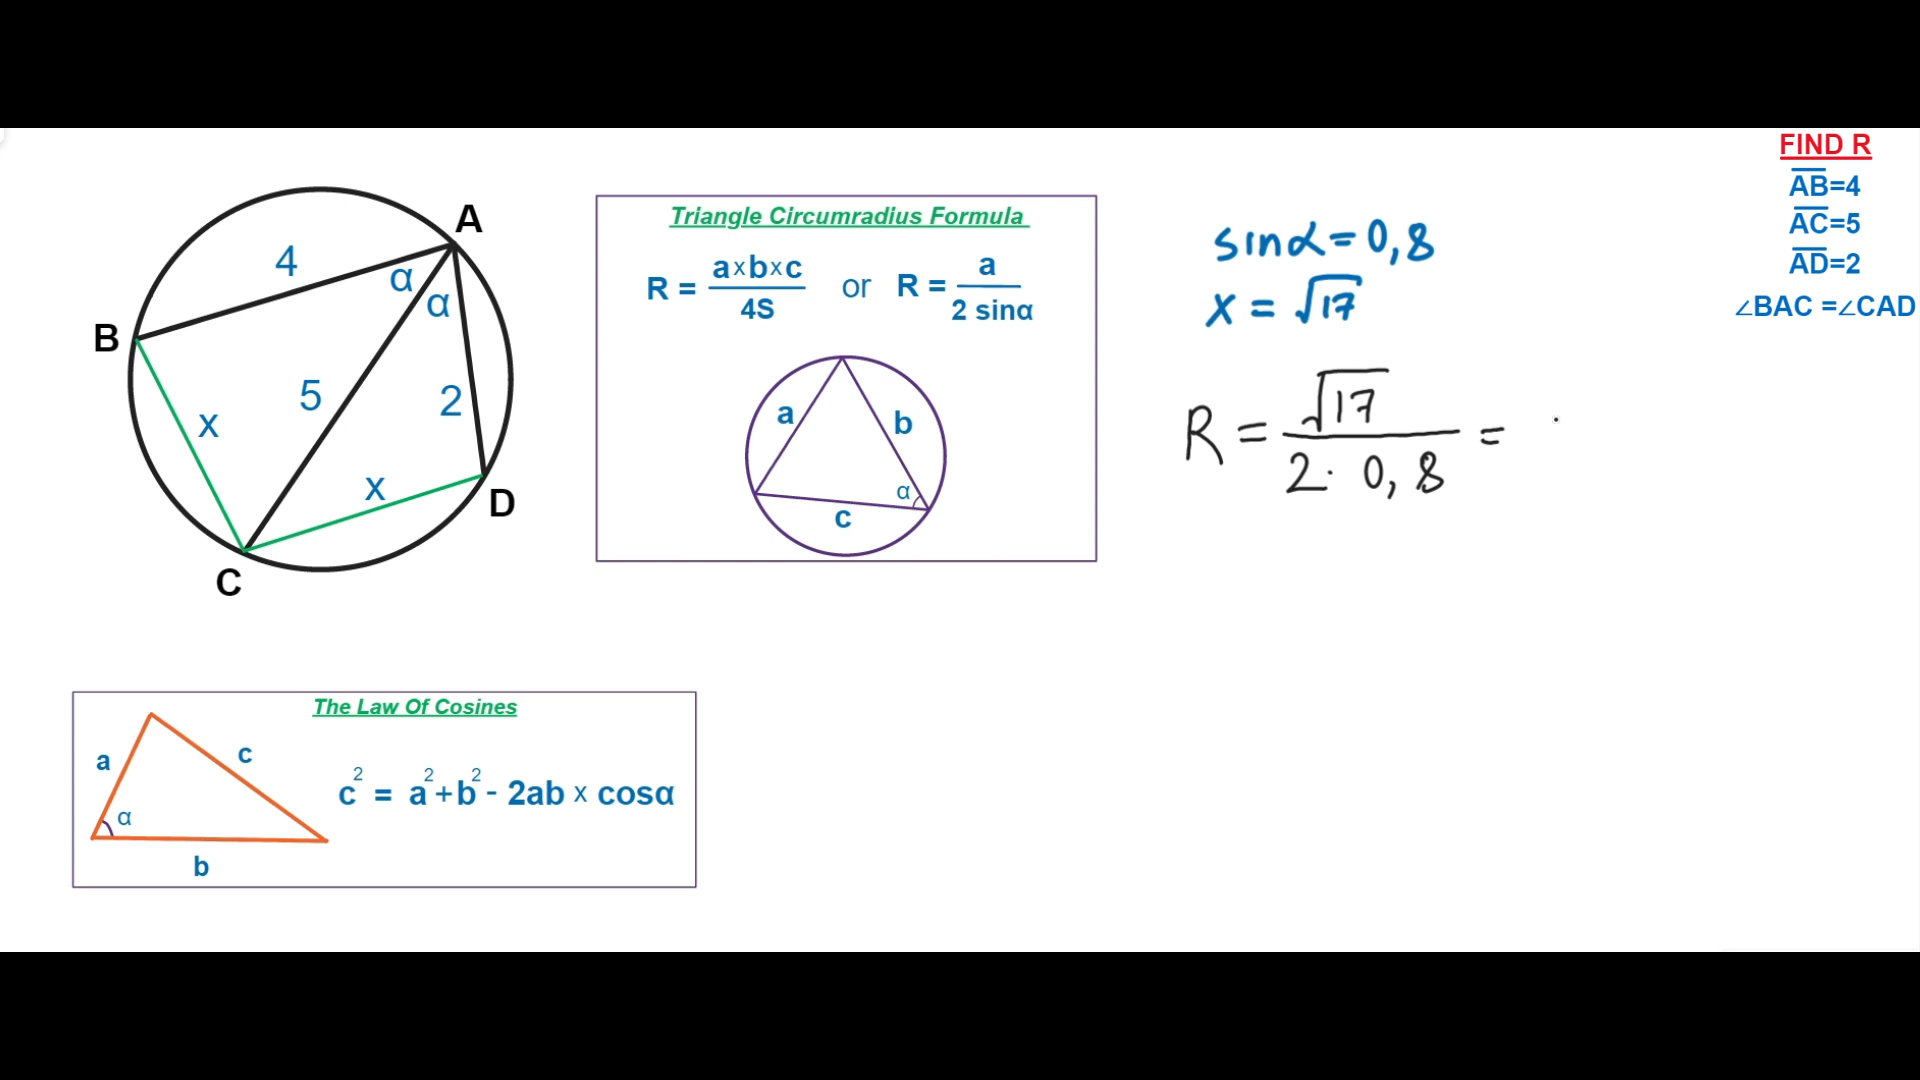 FIND R
AB=4
AC=5
AD=2
∠BAC =∠CAD
A
4
α
α
B
5
2
x
x
D
C
Triangle Circumradius Formula
R = axbxc / 4S or R = a / 2 sinα
a
b
α
c
sinα = 0,8
x = √17
R = √17 / 2· 0,8 =
The Law Of Cosines
a
c
c² = a²+b²- 2ab x cosα
α
b